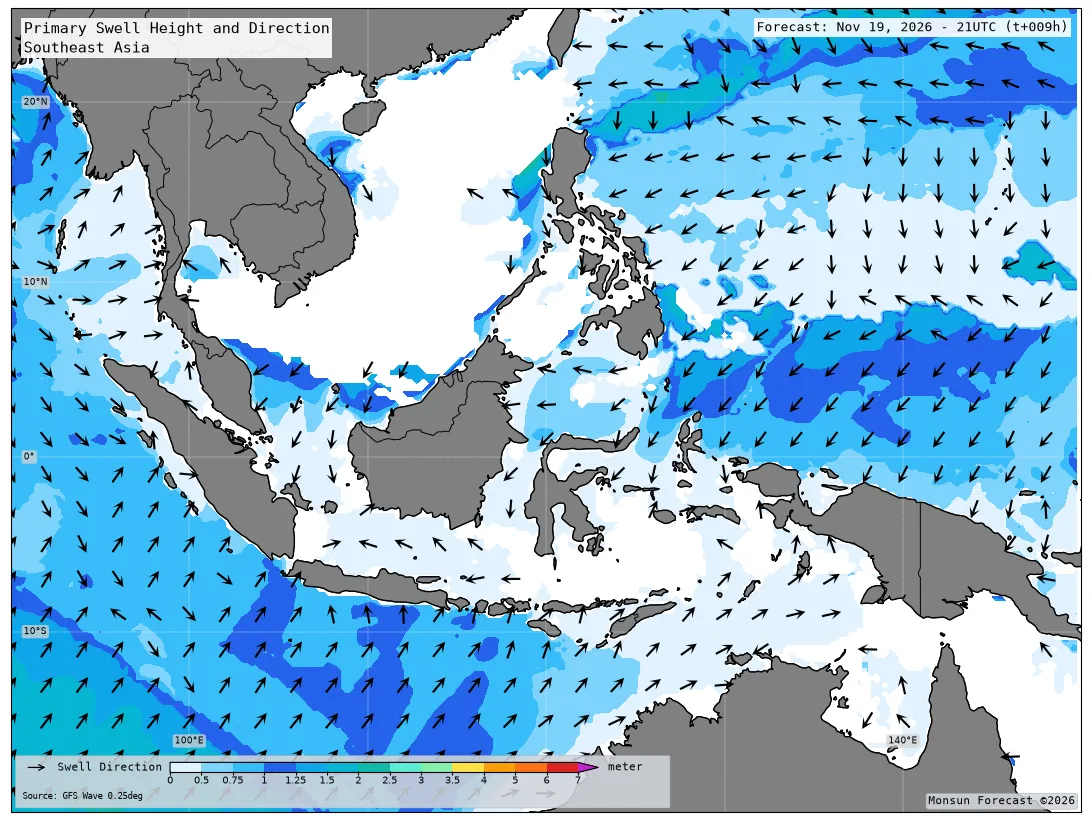 Primary Swell Height and Direction
Southeast Asia
Forecast: Nov 19, 2026 - 21UTC (t+009h)
20°N
10°N
0°
10°S
100°E
140°E
Swell Direction
meter
0 0.5 0.75 1 1.25 1.5 2 2.5 3 3.5 4 5 6 7
Source: GFS Wave 0.25deg
Monsun Forecast ©2026